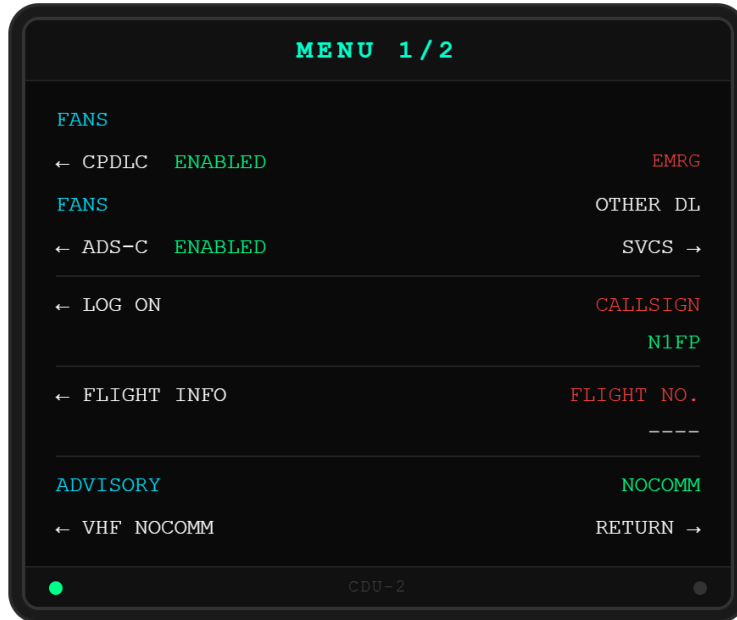 MENU 1/2
FANS
← CPDLC ENABLED EMRG
FANS OTHER DL
← ADS-C ENABLED SVCS →
← LOG ON CALLSIGN
N1FP
← FLIGHT INFO FLIGHT NO.
----
ADVISORY NOCOMM
← VHF NOCOMM RETURN →
CDU-2